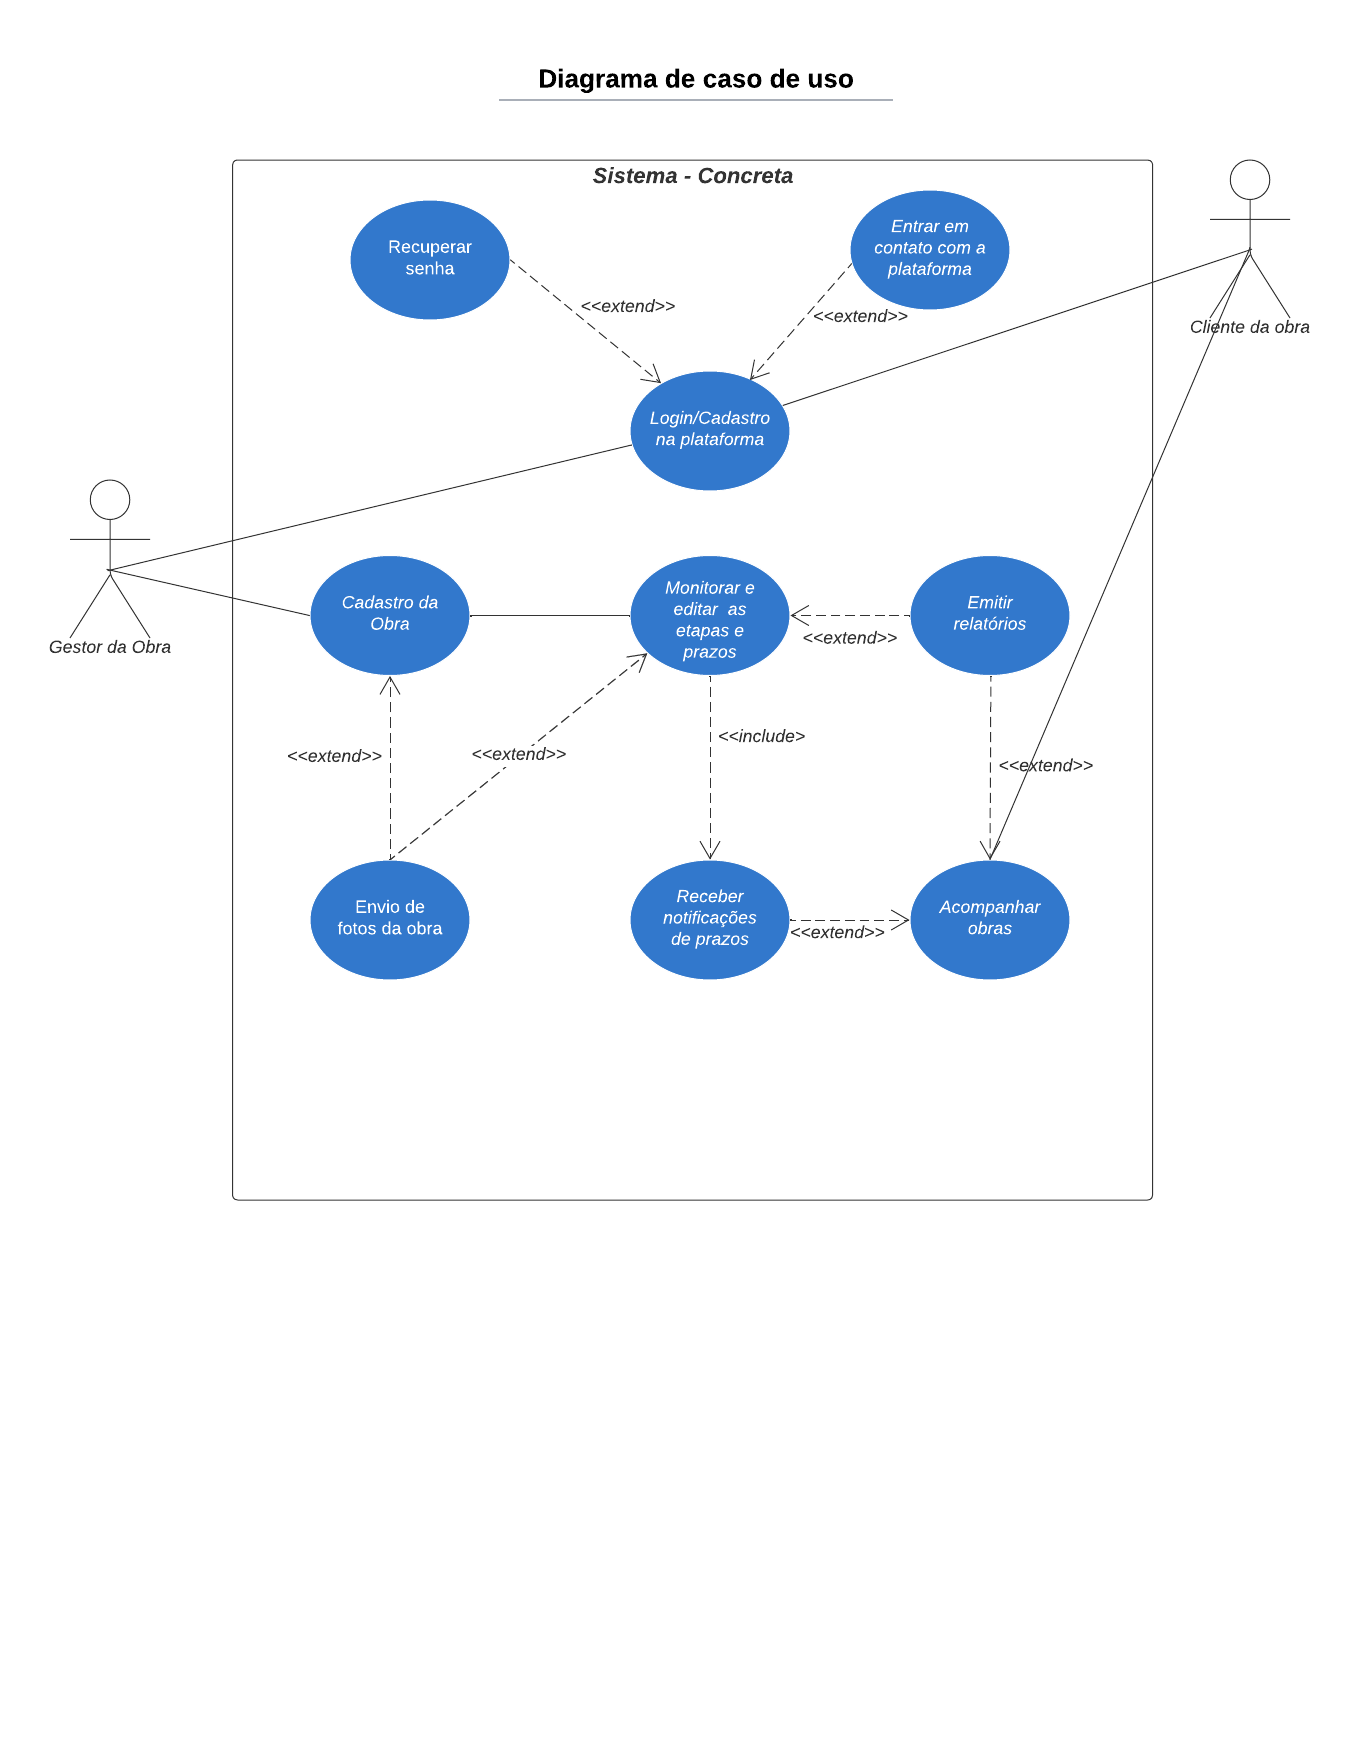 Diagrama de caso de uso
Sistema - Concreta
Recuperar
senha
Entrar em
contato com a
plataforma
<<extend>>
<<extend>>
Cliente da obra
Login/Cadastro
na plataforma
Gestor da Obra
Cadastro da
Obra
Monitorar e
editar  as
etapas e
prazos
<<extend>>
Emitir
relatórios
<<extend>>
<<extend>>
<<include>
<<extend>>
Envio de
fotos da obra
Receber
notificações
de prazos
<<extend>>
Acompanhar
obras